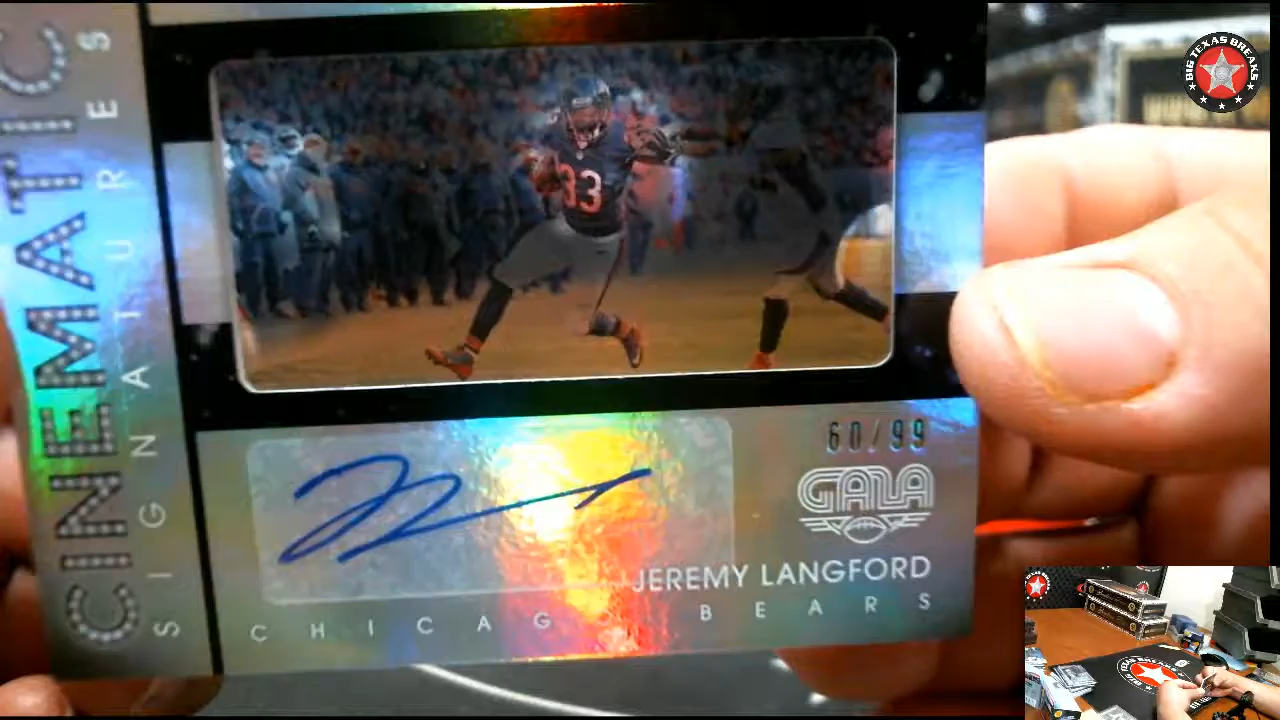 CINEMATIC
SIGNATURES
33
60/99
GALA
JEREMY LANGFORD
CHICAGO BEARS
BIG TEXAS BREAKS